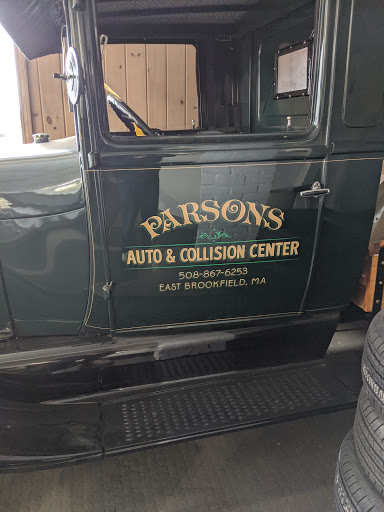 PARSONS
AUTO & COLLISION CENTER
508-867-6253
EAST BROOKFIELD, MA